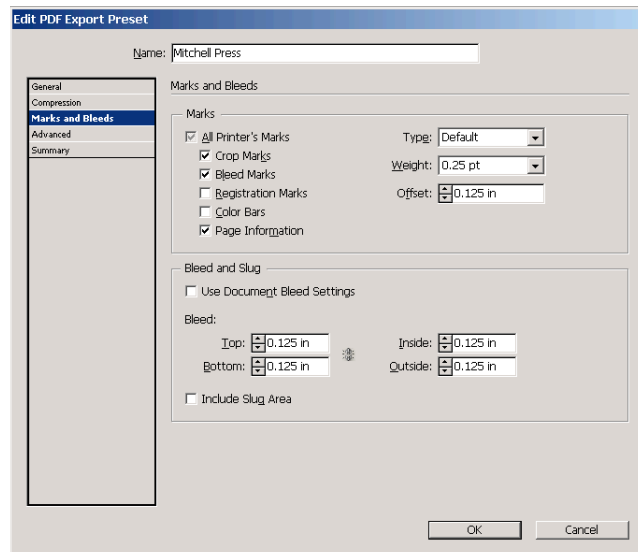 Edit PDF Export Preset
Name: Mitchell Press
General
Compression
Marks and Bleeds
Advanced
Summary
Marks and Bleeds
Marks
All Printer's Marks
Crop Marks
Bleed Marks
Registration Marks
Color Bars
Page Information
Type: Default
Weight: 0.25 pt
Offset: 0.125 in
Bleed and Slug
Use Document Bleed Settings
Bleed:
Top: 0.125 in Inside: 0.125 in
Bottom: 0.125 in Outside: 0.125 in
Include Slug Area
OK Cancel